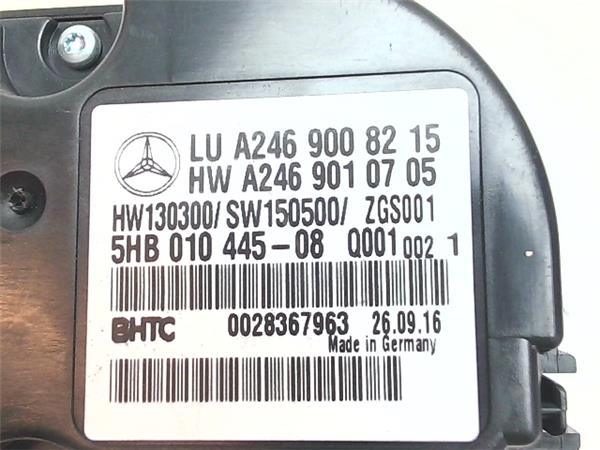 LU A246 900 82 15
HW A246 901 07 05
HW130300/ SW150500/ ZGS001
5HB 010 445-08 Q001 002 1
BHTC 0028367963 26.09.16
Made in Germany